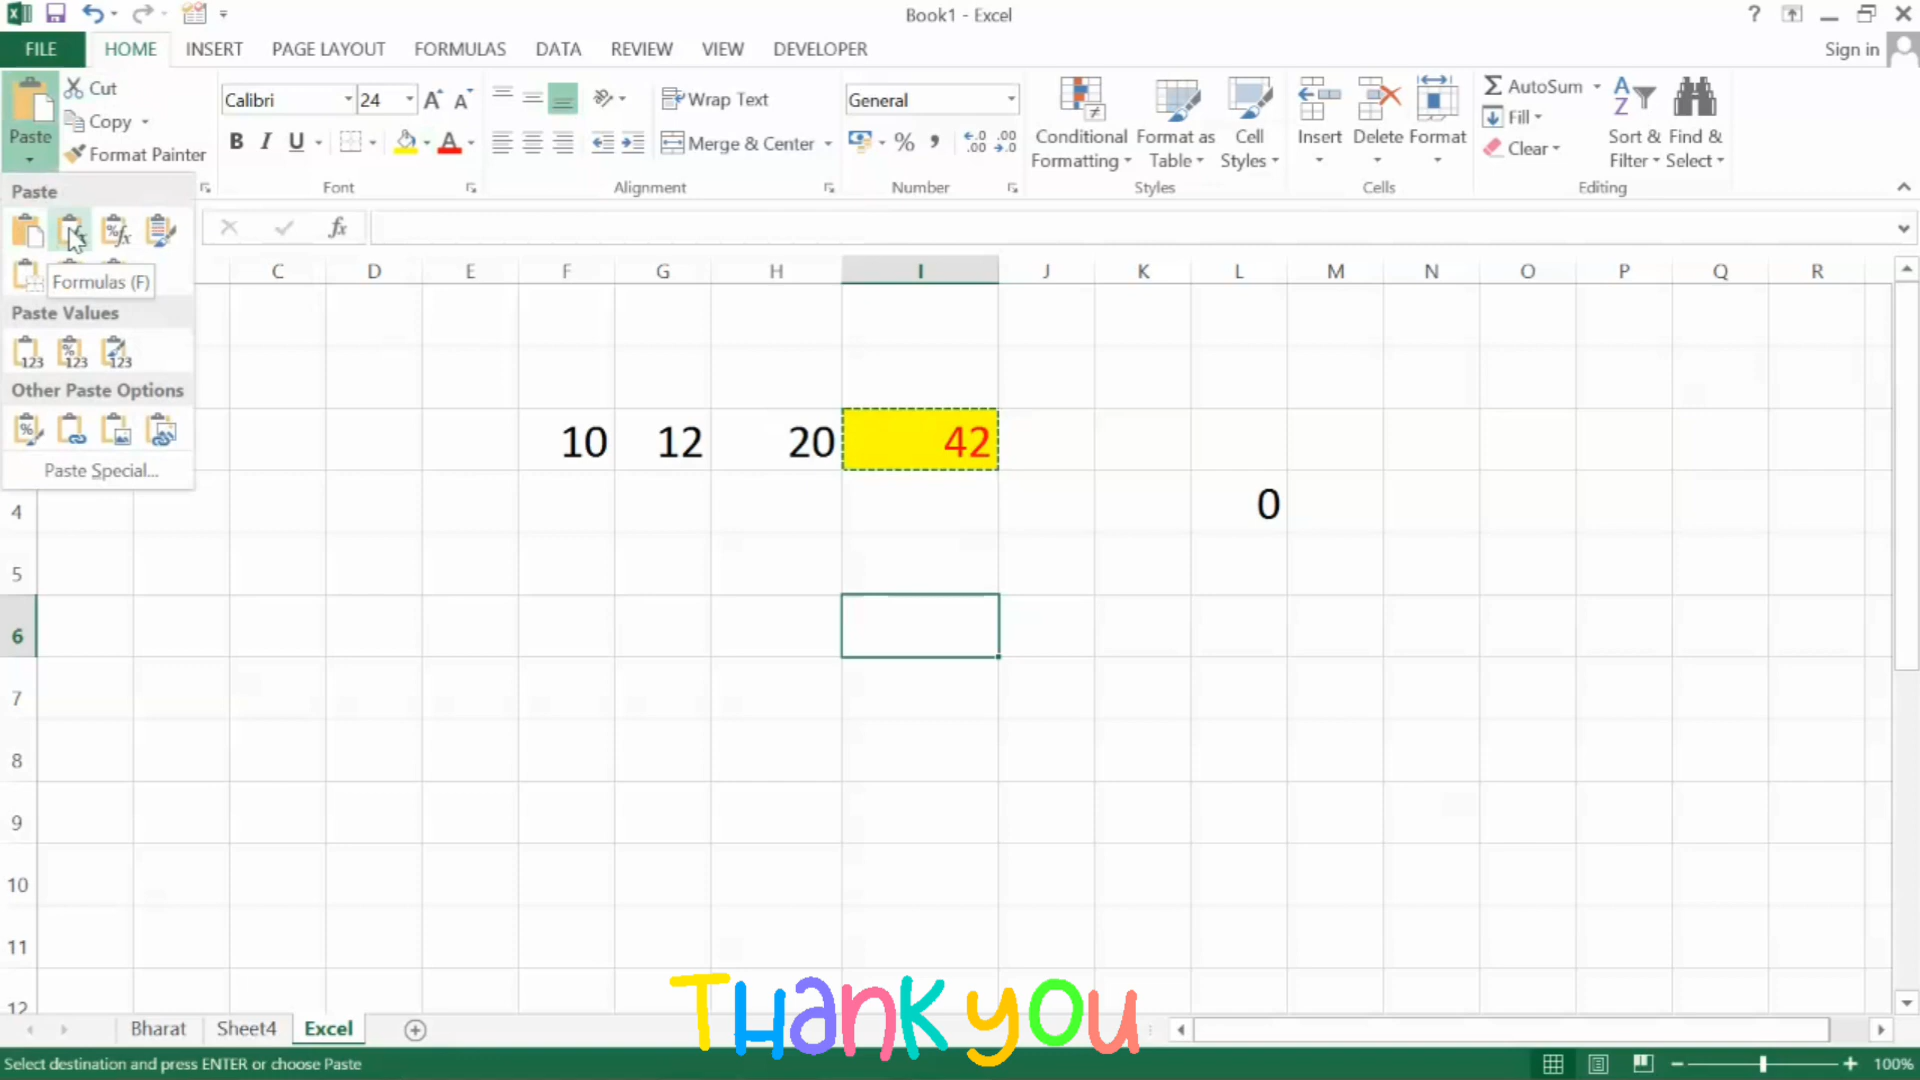 Book1 - Excel
?
FILE HOME INSERT PAGE LAYOUT FORMULAS DATA REVIEW VIEW DEVELOPER Sign in
Paste
Cut
Copy
Format Painter
Calibri 24
B I U
Font
Wrap Text
Merge & Center
Alignment
General
% , .00
Number
Conditional Formatting
Format as Table
Cell Styles
Styles
Insert Delete Format
Cells
AutoSum
Fill
Clear
Sort & Filter
Find & Select
Editing
Paste
Formulas (F)
Paste Values
Other Paste Options
Paste Special...
fx
C D E F G H I J K L M N O P Q R
10 12 20 42
4 0
5
6
7
8
9
10
11
12
Thank you
Bharat Sheet4 Excel
Select destination and press ENTER or choose Paste 100%